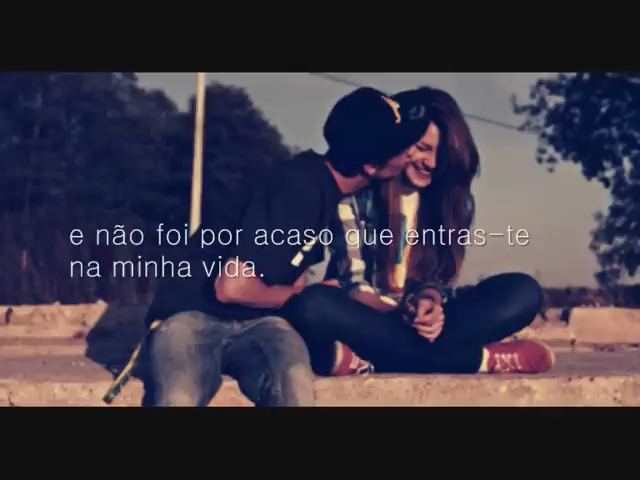 e não foi por acaso que entras-te
na minha vida.